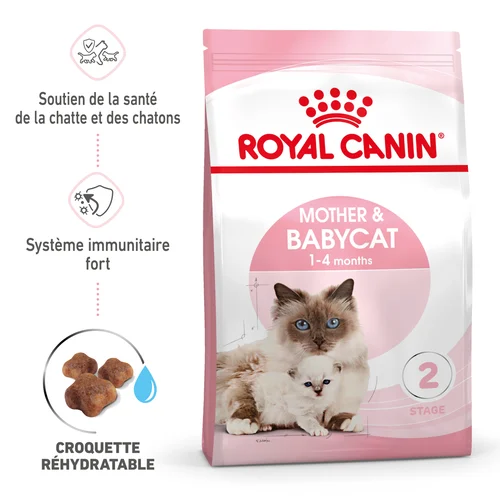 Soutien de la santé
de la chatte et des chatons
Système immunitaire
fort
CROQUETTE
RÉHYDRATABLE
ROYAL CANIN
MOTHER &
BABYCAT
1-4 months
2
STAGE